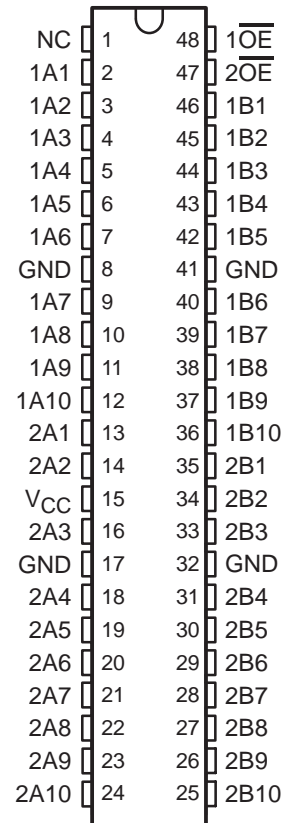 NC 1 48 1O̅E̅
1A1 2 47 2O̅E̅
1A2 3 46 1B1
1A3 4 45 1B2
1A4 5 44 1B3
1A5 6 43 1B4
1A6 7 42 1B5
GND 8 41 GND
1A7 9 40 1B6
1A8 10 39 1B7
1A9 11 38 1B8
1A10 12 37 1B9
2A1 13 36 1B10
2A2 14 35 2B1
VCC 15 34 2B2
2A3 16 33 2B3
GND 17 32 GND
2A4 18 31 2B4
2A5 19 30 2B5
2A6 20 29 2B6
2A7 21 28 2B7
2A8 22 27 2B8
2A9 23 26 2B9
2A10 24 25 2B10